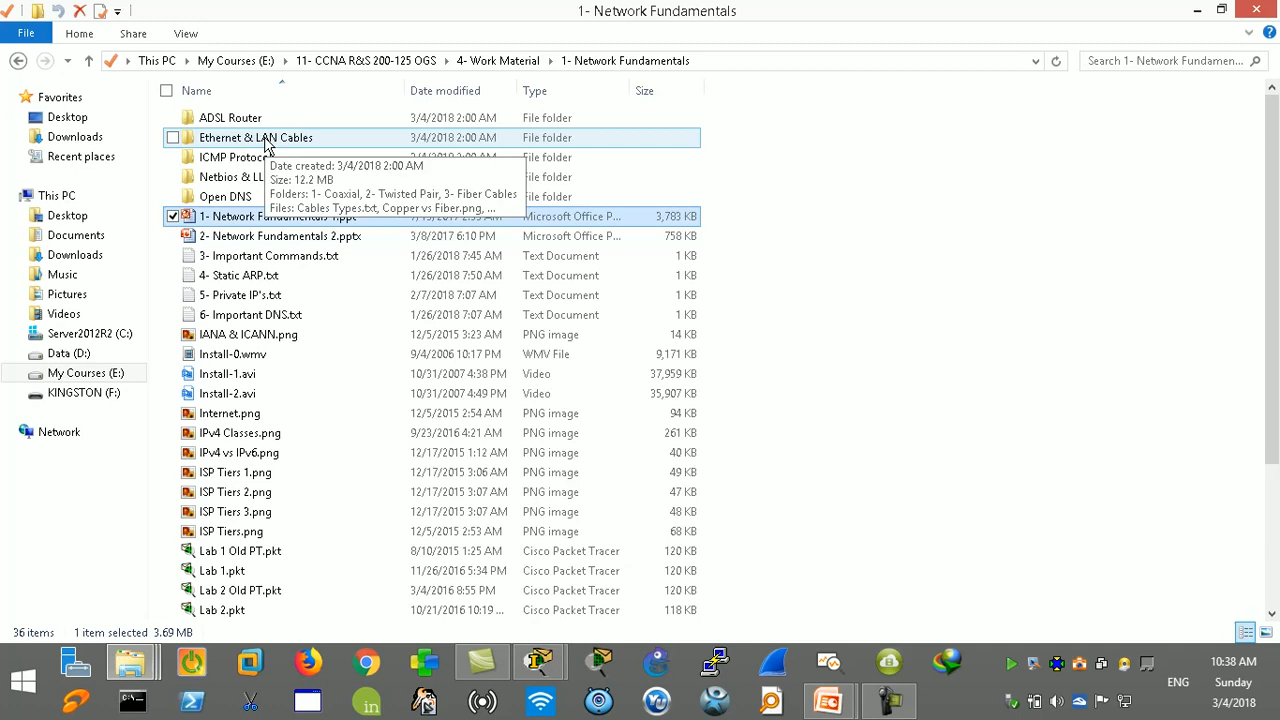 1- Network Fundamentals
File
Home
Share
View
This PC
My Courses (E:)
11- CCNA R&S 200-125 OGS
4- Work Material
1- Network Fundamentals
Search 1- Network Fundamen...
Name
Date modified
Type
Size
Favorites
Desktop
Downloads
Recent places
This PC
Desktop
Documents
Downloads
Music
Pictures
Videos
Server2012R2 (C:)
Data (D:)
My Courses (E:)
KINGSTON (F:)
Network
ADSL Router 3/4/2018 2:00 AM File folder
Ethernet & LAN Cables 3/4/2018 2:00 AM File folder
ICMP Protoc File folder
Netbios & LL File folder
Open DNS File folder
Date created: 3/4/2018 2:00 AM
Size: 12.2 MB
Folders: 1- Coaxial, 2- Twisted Pair, 3- Fiber Cables
Files: Cables Types.txt, Copper vs Fiber.png, ...
1- Network Fundamentals 1.pptx Microsoft Office P... 3,783 KB
2- Network Fundamentals 2.pptx 3/8/2017 6:10 PM Microsoft Office P... 758 KB
3- Important Commands.txt 1/26/2018 7:45 AM Text Document 1 KB
4- Static ARP.txt 1/26/2018 7:50 AM Text Document 1 KB
5- Private IP's.txt 2/7/2018 7:07 AM Text Document 1 KB
6- Important DNS.txt 1/26/2018 7:07 AM Text Document 1 KB
IANA & ICANN.png 12/5/2015 3:23 AM PNG image 14 KB
Install-0.wmv 9/4/2006 10:17 PM WMV File 9,171 KB
Install-1.avi 10/31/2007 4:38 PM Video 37,959 KB
Install-2.avi 10/31/2007 4:49 PM Video 35,907 KB
Internet.png 12/5/2015 2:54 AM PNG image 94 KB
IPv4 Classes.png 9/23/2016 4:21 AM PNG image 261 KB
IPv4 vs IPv6.png 12/17/2015 1:12 AM PNG image 40 KB
ISP Tiers 1.png 12/17/2015 3:06 AM PNG image 49 KB
ISP Tiers 2.png 12/17/2015 3:07 AM PNG image 47 KB
ISP Tiers 3.png 12/17/2015 3:07 AM PNG image 48 KB
ISP Tiers.png 12/5/2015 2:53 AM PNG image 68 KB
Lab 1 Old PT.pkt 8/10/2015 1:25 AM Cisco Packet Tracer 120 KB
Lab 1.pkt 11/26/2016 5:34 PM Cisco Packet Tracer 120 KB
Lab 2 Old PT.pkt 3/4/2016 8:55 PM Cisco Packet Tracer 120 KB
Lab 2.pkt 10/21/2016 10:19 ... Cisco Packet Tracer 118 KB
36 items 1 item selected 3.69 MB
ENG
10:38 AM
Sunday
3/4/2018